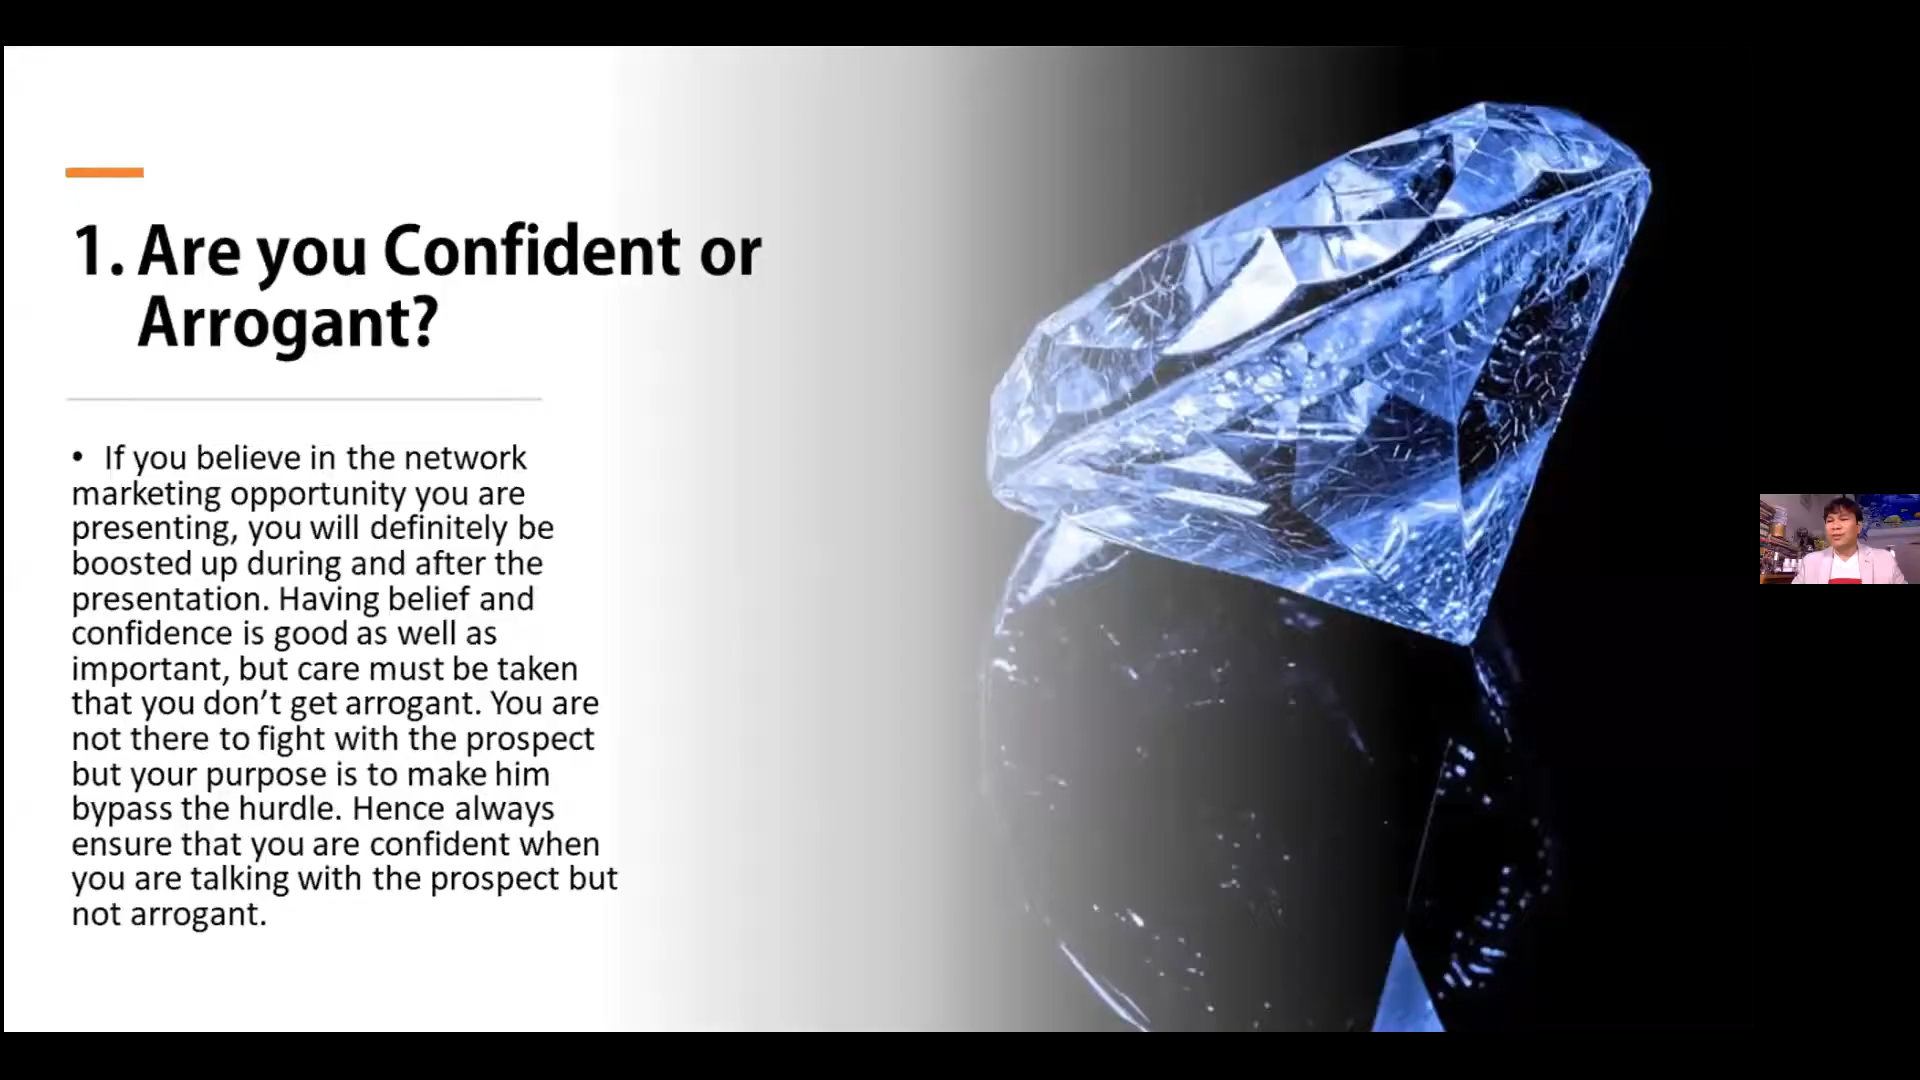 1. Are you Confident or
Arrogant?
• If you believe in the network
marketing opportunity you are
presenting, you will definitely be
boosted up during and after the
presentation. Having belief and
confidence is good as well as
important, but care must be taken
that you don’t get arrogant. You are
not there to fight with the prospect
but your purpose is to make him
bypass the hurdle. Hence always
ensure that you are confident when
you are talking with the prospect but
not arrogant.